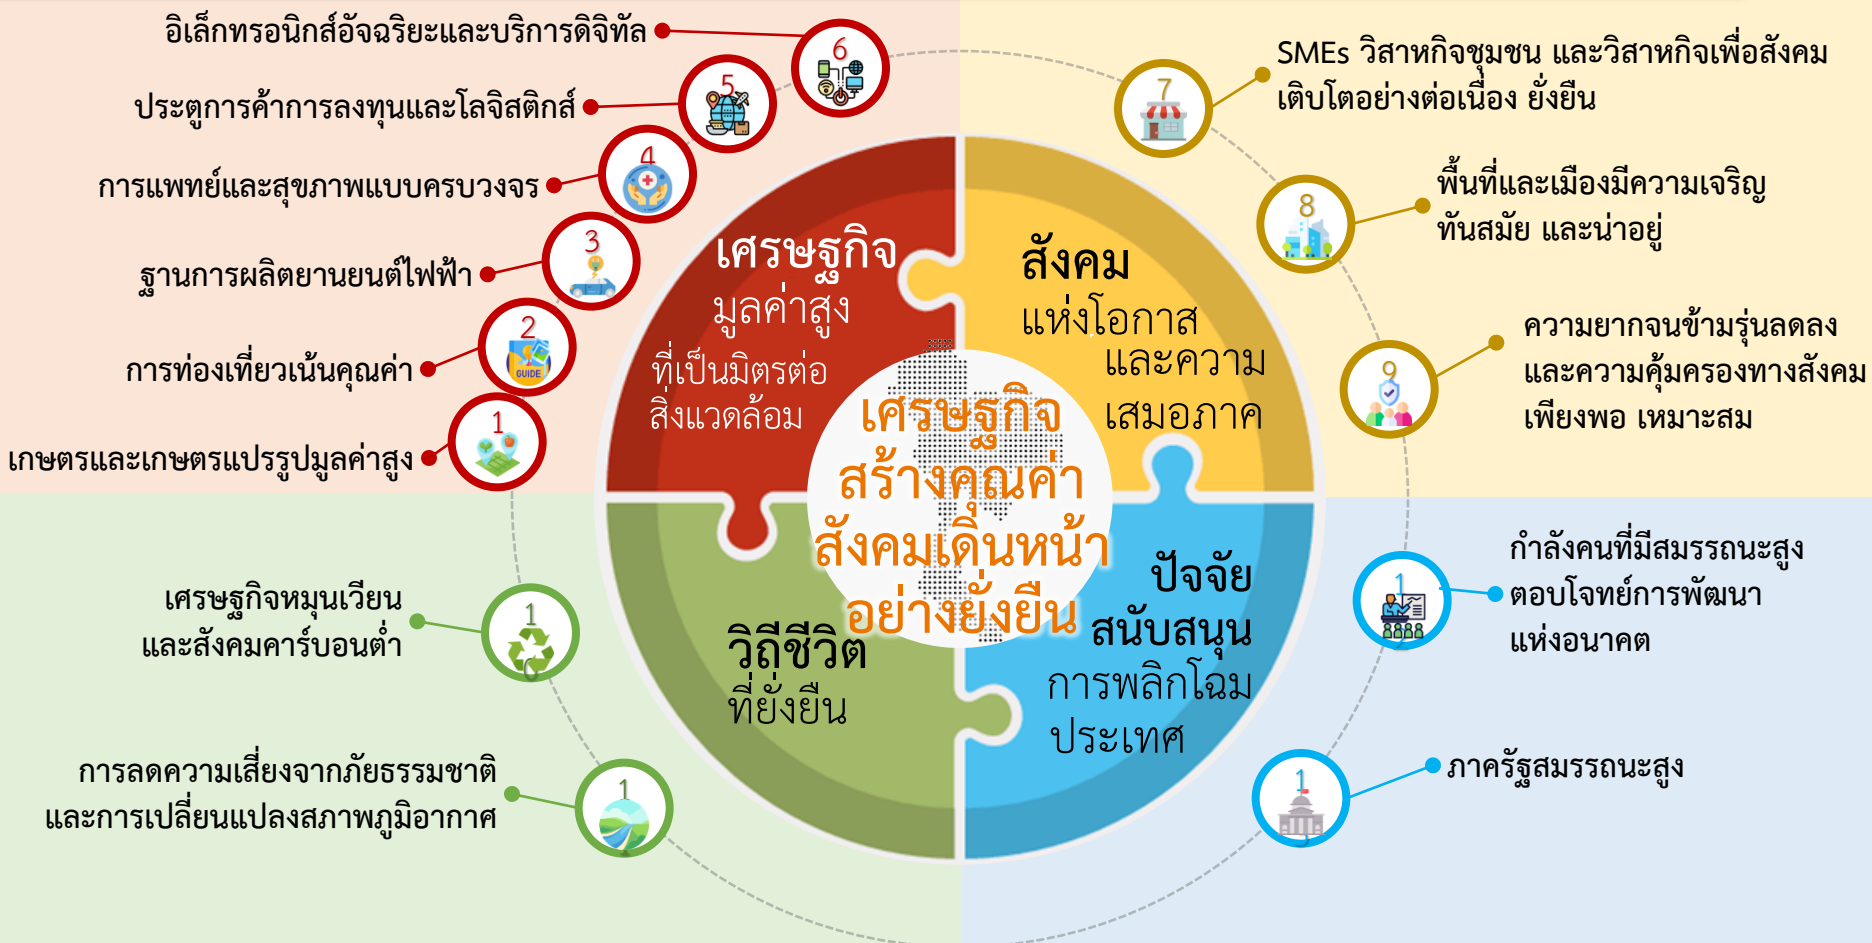 อิเล็กทรอนิกส์อัจฉริยะและบริการดิจิทัล
6
ประตูการค้าการลงทุนและโลจิสติกส์
5
การแพทย์และสุขภาพแบบครบวงจร
4
ฐานการผลิตยานยนต์ไฟฟ้า
3
การท่องเที่ยวเน้นคุณค่า
2
GUIDE
เกษตรและเกษตรแปรรูปมูลค่าสูง
1
7
SMEs วิสาหกิจชุมชน และวิสาหกิจเพื่อสังคม
เติบโตอย่างต่อเนื่อง ยั่งยืน
8
พื้นที่และเมืองมีความเจริญ
ทันสมัย และน่าอยู่
9
ความยากจนข้ามรุ่นลดลง
และความคุ้มครองทางสังคม
เพียงพอ เหมาะสม
เศรษฐกิจ
มูลค่าสูง
ที่เป็นมิตรต่อ
สิ่งแวดล้อม
สังคม
แห่งโอกาส
และความ
เสมอภาค
เศรษฐกิจ
สร้างคุณค่า
สังคมเดินหน้า
อย่างยั่งยืน
วิถีชีวิต
ที่ยั่งยืน
ปัจจัย
สนับสนุน
การพลิกโฉม
ประเทศ
เศรษฐกิจหมุนเวียน
และสังคมคาร์บอนต่ำ
1
0
การลดความเสี่ยงจากภัยธรรมชาติ
และการเปลี่ยนแปลงสภาพภูมิอากาศ
1
1
กำลังคนที่มีสมรรถนะสูง
ตอบโจทย์การพัฒนา
แห่งอนาคต
1
2
ภาครัฐสมรรถนะสูง
1
3